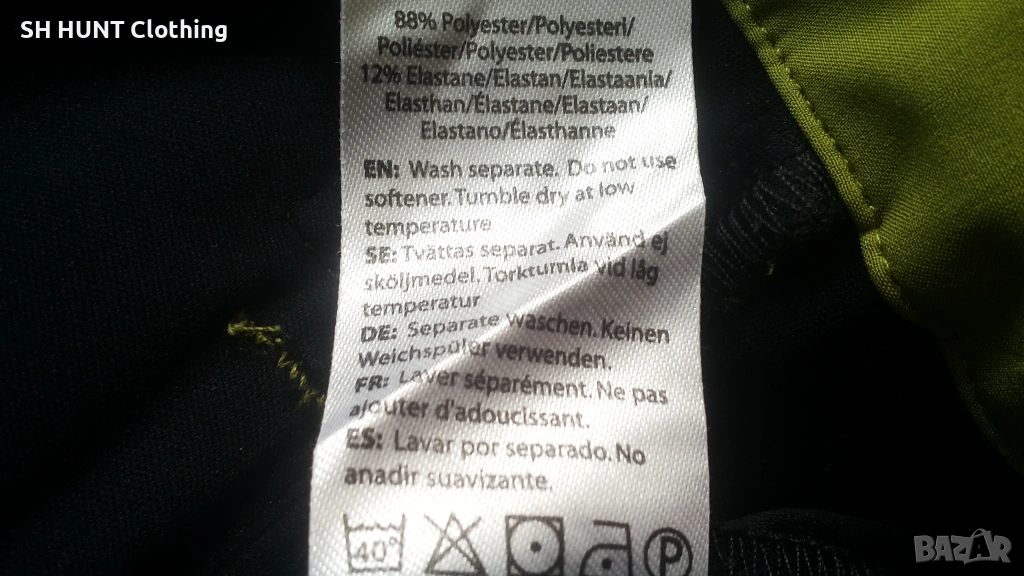 SH HUNT Clothing
88% Polyester/Polyesteri/
Poliéster/Polyester/Poliestere
12% Elastane/Elastan/Elastaania/
Elasthan/Élastane/Elastaan/
Elastano/Élasthanne
EN: Wash separate. Do not use
softener. Tumble dry at low
temperature
SE: Tvättas separat. Använd ej
sköljmedel. Torktumla vid låg
temperatur
DE: Separate waschen. Keinen
Weichspüler verwenden.
FR: Laver séparément. Ne pas
ajouter d'adoucissant.
ES: Lavar por separado. No
anadir suavizante.
40°
P
BAZAR